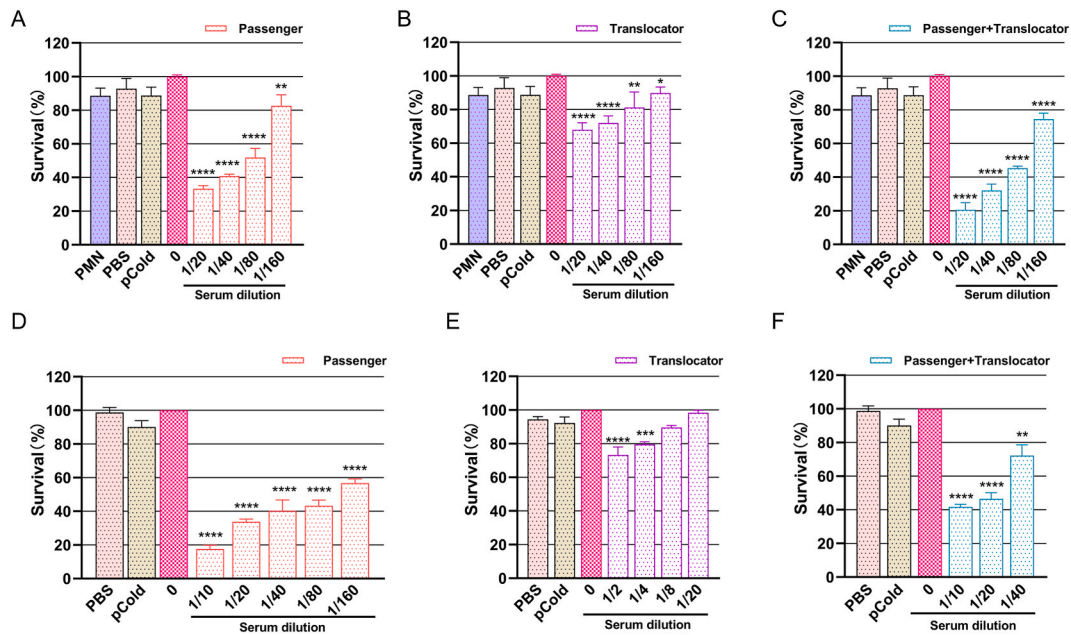 A
Passenger
Survival(%)
120
100
80
60
40
20
0
PMN
PBS
pCold
0
1/20
1/40
1/80
1/160
**
****
****
****
Serum dilution
B
Translocator
Survival(%)
120
100
80
60
40
20
0
PMN
PBS
pCold
0
1/20
1/40
1/80
1/160
****
****
**
*
Serum dilution
C
Passenger+Translocator
Survival(%)
120
100
80
60
40
20
0
PMN
PBS
pCold
0
1/20
1/40
1/80
1/160
****
****
****
****
Serum dilution
D
Passenger
Survival(%)
120
100
80
60
40
20
0
PBS
pCold
0
1/10
1/20
1/40
1/80
1/160
****
****
****
****
****
Serum dilution
E
Translocator
Survival(%)
120
100
80
60
40
20
0
PBS
pCold
0
1/2
1/4
1/8
1/20
****
***
Serum dilution
F
Passenger+Translocator
Survival(%)
120
100
80
60
40
20
0
PBS
pCold
0
1/10
1/20
1/40
****
****
**
Serum dilution